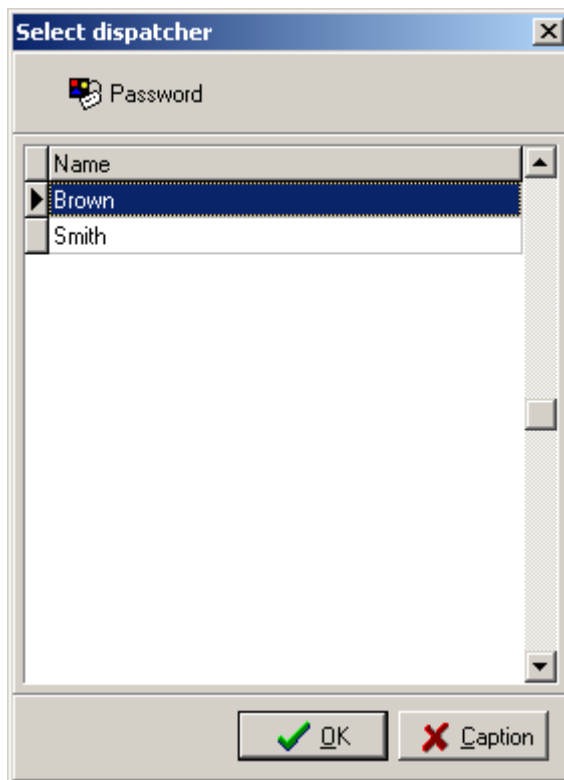 Select dispatcher
Password
Name
Brown
Smith
OK
Caption